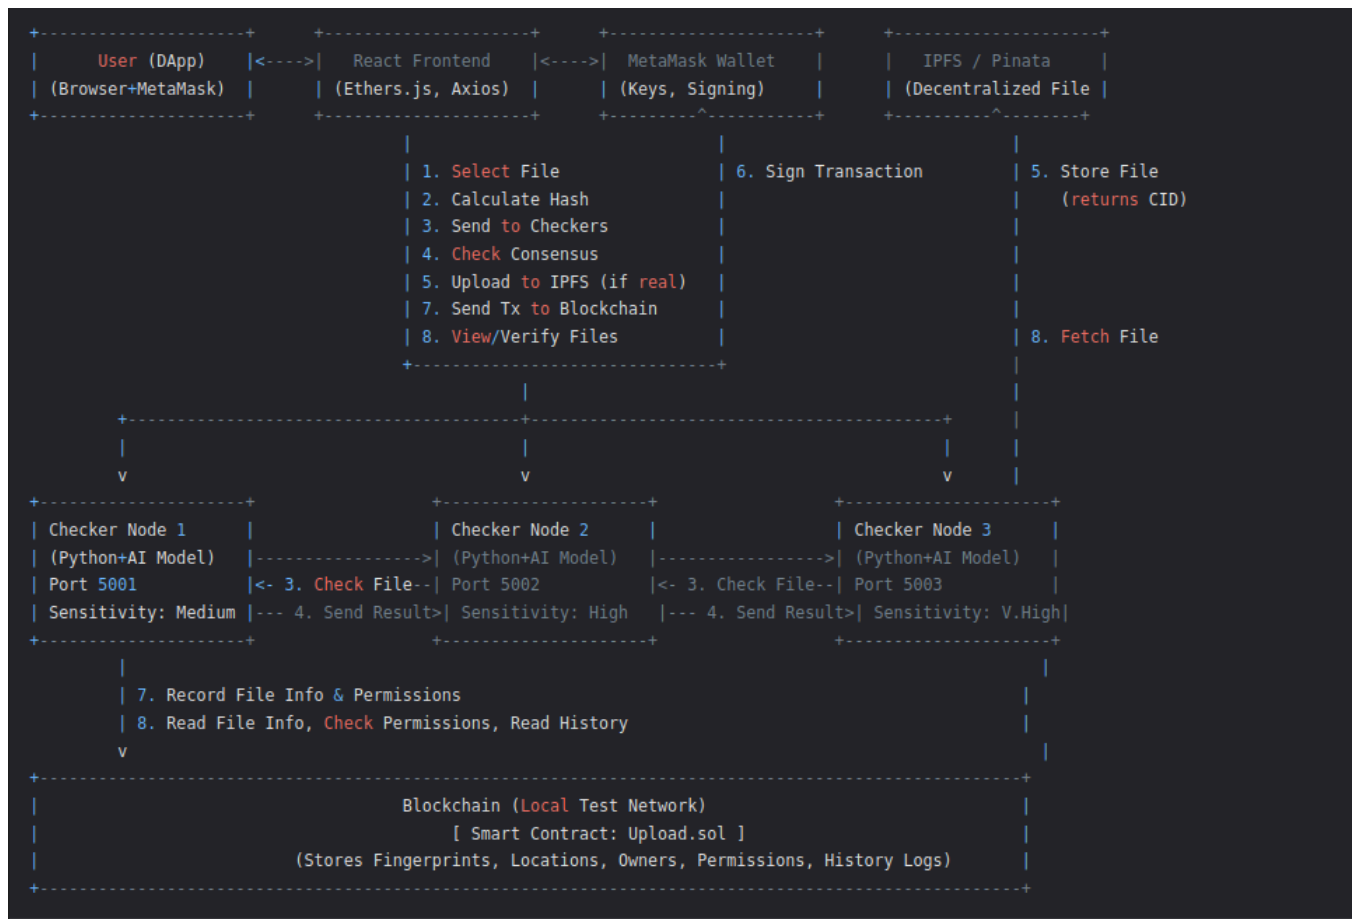 +---------------------+      +---------------------+      +---------------------+      +---------------------+
|      User (DApp)    |<---->|   React Frontend    |<---->|  MetaMask Wallet    |      |   IPFS / Pinata     |
| (Browser+MetaMask)  |      | (Ethers.js, Axios)  |      | (Keys, Signing)     |      | (Decentralized File |
+---------------------+      +---------------------+      +---------^-----------+      +----------^--------+
                                      |                               |                             |
                                      | 1. Select File                | 6. Sign Transaction         | 5. Store File
                                      | 2. Calculate Hash             |                             |    (returns CID)
                                      | 3. Send to Checkers           |                             |
                                      | 4. Check Consensus            |                             |
                                      | 5. Upload to IPFS (if real)   |                             |
                                      | 7. Send Tx to Blockchain      |                             |
                                      | 8. View/Verify Files          |                             | 8. Fetch File
                                      +-------------------------------+                             |
                                                  |                                                 |
         +----------------------------------------+------------------------------------------+      |
         |                                        |                                          |      |
         v                                        v                                          v      |
+---------------------+                  +---------------------+                  +---------------------+
| Checker Node 1      |                  | Checker Node 2      |                  | Checker Node 3      |
| (Python+AI Model)   |----------------->| (Python+AI Model)   |----------------->| (Python+AI Model)   |
| Port 5001           |<- 3. Check File--| Port 5002           |<- 3. Check File--| Port 5003           |
| Sensitivity: Medium |--- 4. Send Result>| Sensitivity: High   |--- 4. Send Result>| Sensitivity: V.High|
+---------------------+                  +---------------------+                  +---------------------+
         |                                                                                             |
         | 7. Record File Info & Permissions                                                         |
         | 8. Read File Info, Check Permissions, Read History                                        |
         v                                                                                             |
+----------------------------------------------------------------------------------------------------+
|                                     Blockchain (Local Test Network)                                |
|                                          [ Smart Contract: Upload.sol ]                            |
|                          (Stores Fingerprints, Locations, Owners, Permissions, History Logs)       |
+----------------------------------------------------------------------------------------------------+